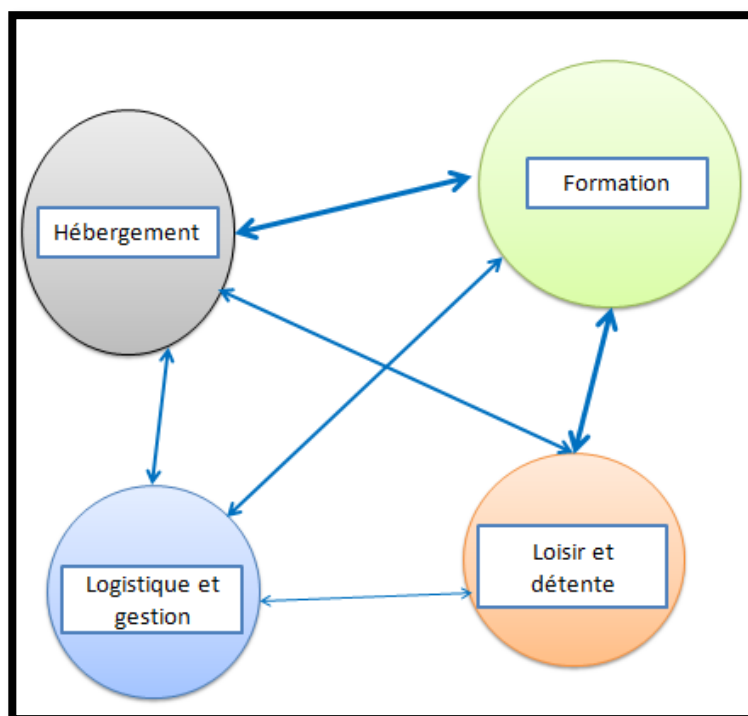 Formation
Hébergement
Loisir et
détente
Logistique et
gestion